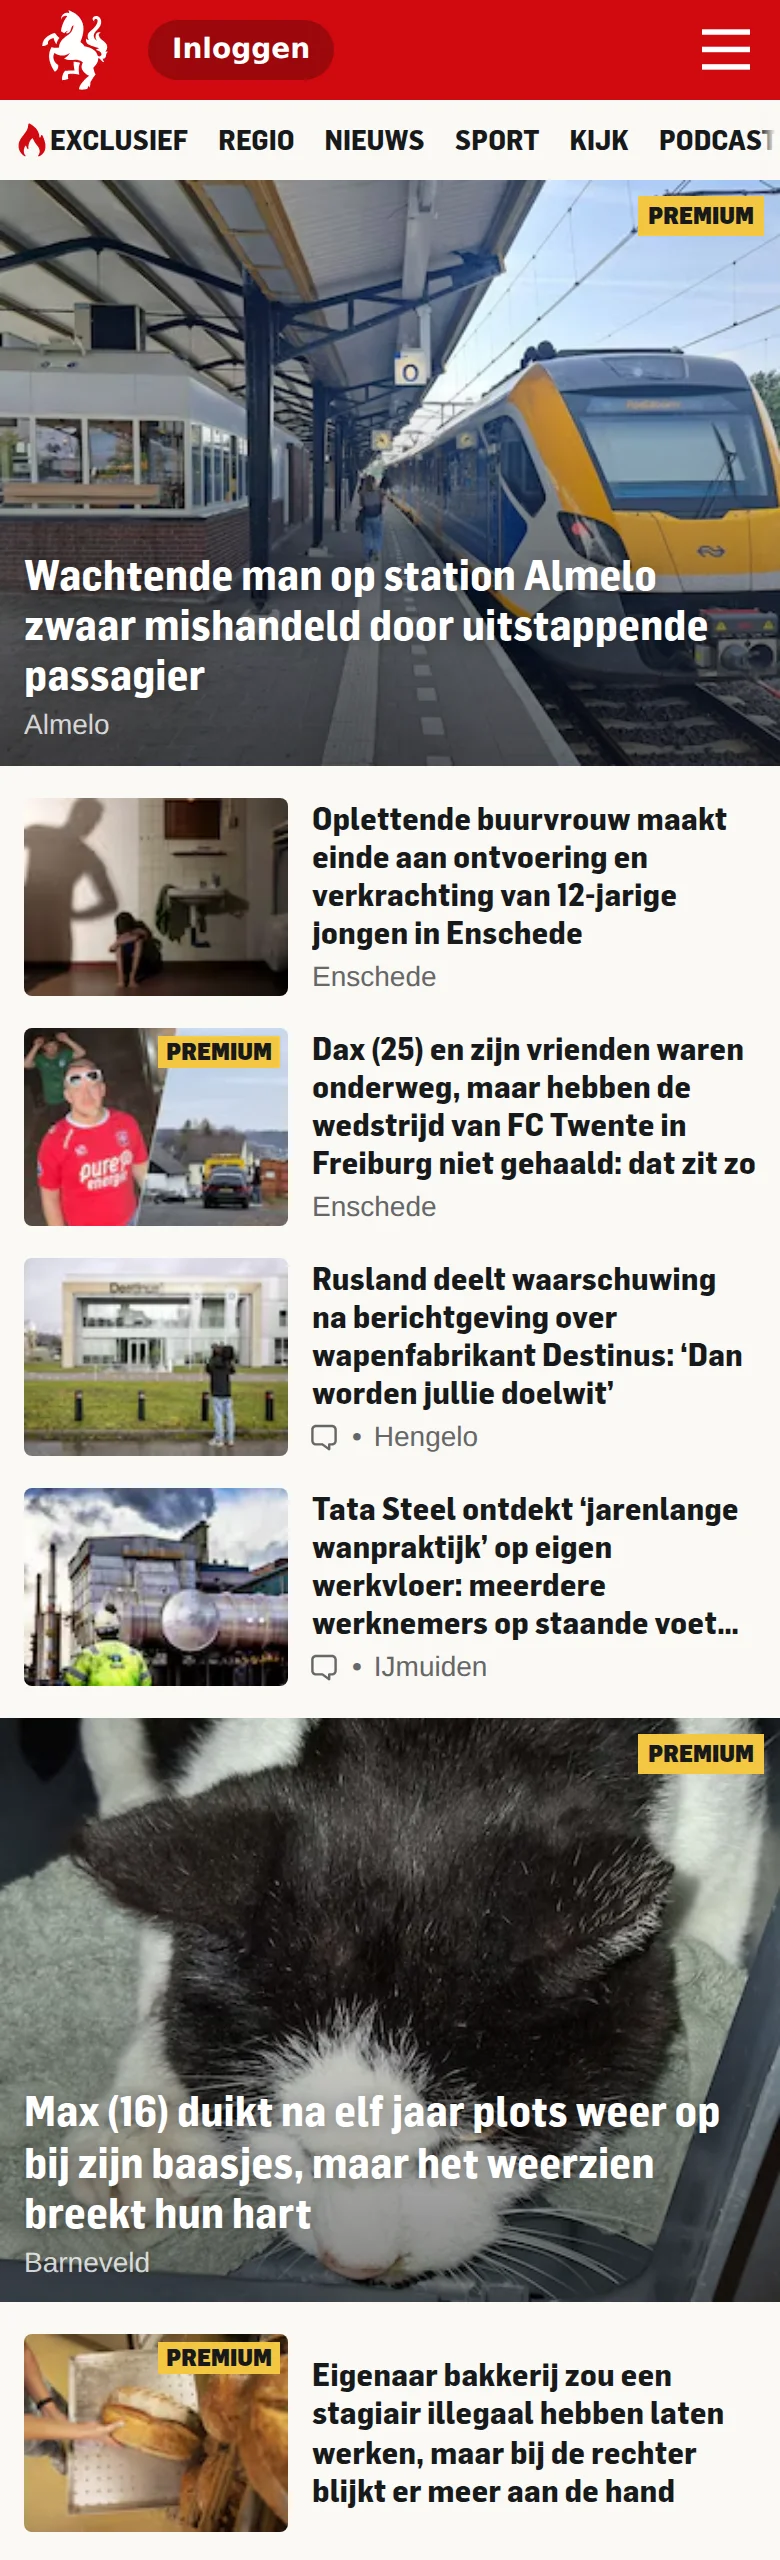 Inloggen
EXCLUSIEF REGIO NIEUWS SPORT KIJK PODCAST
PREMIUM
Wachtende man op station Almelo
zwaar mishandeld door uitstappende
passagier
Almelo
Oplettende buurvrouw maakt
einde aan ontvoering en
verkrachting van 12-jarige
jongen in Enschede
Enschede
PREMIUM
pure
energie
Dax (25) en zijn vrienden waren
onderweg, maar hebben de
wedstrijd van FC Twente in
Freiburg niet gehaald: dat zit zo
Enschede
Destinus
Rusland deelt waarschuwing
na berichtgeving over
wapenfabrikant Destinus: ‘Dan
worden jullie doelwit’
• Hengelo
Tata Steel ontdekt ‘jarenlange
wanpraktijk’ op eigen
werkvloer: meerdere
werknemers op staande voet...
• IJmuiden
PREMIUM
Max (16) duikt na elf jaar plots weer op
bij zijn baasjes, maar het weerzien
breekt hun hart
Barneveld
PREMIUM
Eigenaar bakkerij zou een
stagiair illegaal hebben laten
werken, maar bij de rechter
blijkt er meer aan de hand